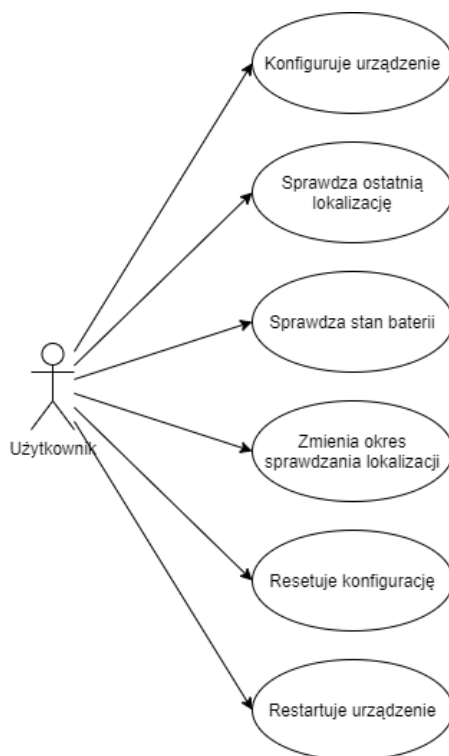 Konfiguruje urządzenie
Sprawdza ostatnią
lokalizację
Sprawdza stan baterii
Użytkownik
Zmienia okres
sprawdzania lokalizacji
Resetuje konfigurację
Restartuje urządzenie